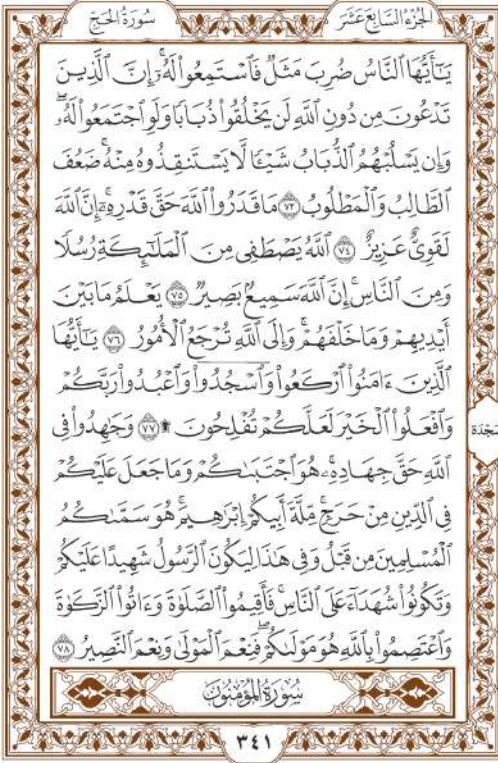 الجزء السابع عشر
سورة الحج
يَٰٓأَيُّهَا ٱلنَّاسُ ضُرِبَ مَثَلٞ فَٱسۡتَمِعُواْ لَهُۥٓۚ إِنَّ ٱلَّذِينَ
تَدۡعُونَ مِن دُونِ ٱللَّهِ لَن يَخۡلُقُواْ ذُبَابٗا وَلَوِ ٱجۡتَمَعُواْ لَهُۥۖ
وَإِن يَسۡلُبۡهُمُ ٱلذُّبَابُ شَيۡـٔٗا لَّا يَسۡتَنقِذُوهُ مِنۡهُۚ ضَعُفَ
ٱلطَّالِبُ وَٱلۡمَطۡلُوبُ ٧٣ مَا قَدَرُواْ ٱللَّهَ حَقَّ قَدۡرِهِۦٓۚ إِنَّ ٱللَّهَ
لَقَوِيٌّ عَزِيزٌ ٧٤ ٱللَّهُ يَصۡطَفِي مِنَ ٱلۡمَلَٰٓئِكَةِ رُسُلٗا
وَمِنَ ٱلنَّاسِۚ إِنَّ ٱللَّهَ سَمِيعُۢ بَصِيرٞ ٧٥ يَعۡلَمُ مَا بَيۡنَ
أَيۡدِيهِمۡ وَمَا خَلۡفَهُمۡۚ وَإِلَى ٱللَّهِ تُرۡجَعُ ٱلۡأُمُورُ ٧٦ يَٰٓأَيُّهَا
ٱلَّذِينَ ءَامَنُواْ ٱرۡكَعُواْ وَٱسۡجُدُواْ وَٱعۡبُدُواْ رَبَّكُمۡ
وَٱفۡعَلُواْ ٱلۡخَيۡرَ لَعَلَّكُمۡ تُفۡلِحُونَ۩ ٧٧ وَجَٰهِدُواْ فِي
سَجدَة
ٱللَّهِ حَقَّ جِهَادِهِۦۚ هُوَ ٱجۡتَبَىٰكُمۡ وَمَا جَعَلَ عَلَيۡكُمۡ
فِي ٱلدِّينِ مِنۡ حَرَجٖۚ مِّلَّةَ أَبِيكُمۡ إِبۡرَٰهِيمَۚ هُوَ سَمَّىٰكُمُ
ٱلۡمُسۡلِمِينَ مِن قَبۡلُ وَفِي هَٰذَا لِيَكُونَ ٱلرَّسُولُ شَهِيدًا عَلَيۡكُمۡ
وَتَكُونُواْ شُهَدَآءَ عَلَى ٱلنَّاسِۚ فَأَقِيمُواْ ٱلصَّلَوٰةَ وَءَاتُواْ ٱلزَّكَوٰةَ
وَٱعۡتَصِمُواْ بِٱللَّهِ هُوَ مَوۡلَىٰكُمۡۖ فَنِعۡمَ ٱلۡمَوۡلَىٰ وَنِعۡمَ ٱلنَّصِيرُ ٧٨
سورة المؤمنون
٣٤١